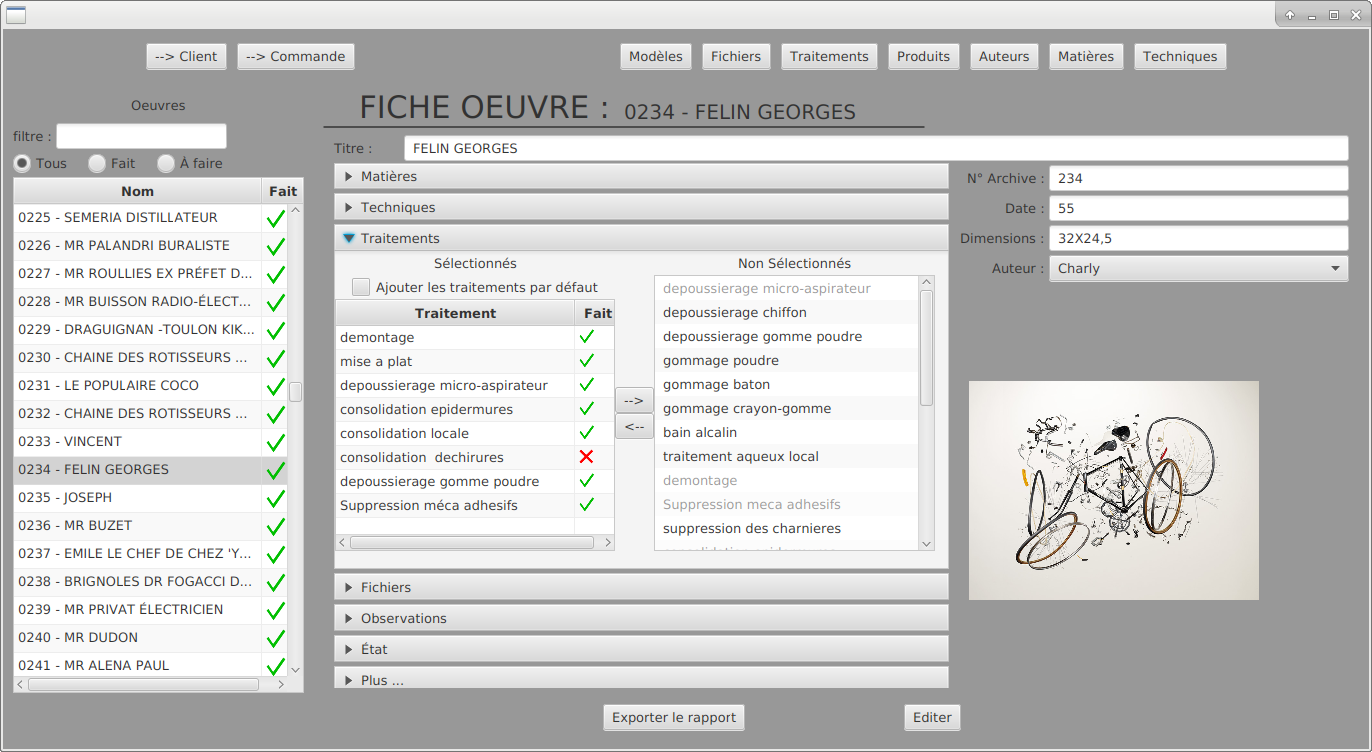 --> Client
--> Commande
Modèles
Fichiers
Traitements
Produits
Auteurs
Matières
Techniques
Oeuvres
filtre :
Tous
Fait
À faire
Nom
Fait
0225 - SEMERIA DISTILLATEUR
0226 - MR PALANDRI BURALISTE
0227 - MR ROULLIES EX PRÉFET D...
0228 - MR BUISSON RADIO-ÉLECT...
0229 - DRAGUIGNAN -TOULON KIK...
0230 - CHAINE DES ROTISSEURS ...
0231 - LE POPULAIRE COCO
0232 - CHAINE DES ROTISSEURS ...
0233 - VINCENT
0234 - FELIN GEORGES
0235 - JOSEPH
0236 - MR BUZET
0237 - EMILE LE CHEF DE CHEZ 'Y...
0238 - BRIGNOLES DR FOGACCI D...
0239 - MR PRIVAT ÉLECTRICIEN
0240 - MR DUDON
0241 - MR ALENA PAUL
FICHE OEUVRE : 0234 - FELIN GEORGES
Titre : FELIN GEORGES
Matières
Techniques
Traitements
Sélectionnés
Ajouter les traitements par défaut
Traitement
Fait
demontage
mise a plat
depoussierage micro-aspirateur
consolidation epidermures
consolidation locale
consolidation  dechirures
depoussierage gomme poudre
Suppression méca adhesifs
-->
<--
Non Sélectionnés
depoussierage micro-aspirateur
depoussierage chiffon
depoussierage gomme poudre
gommage poudre
gommage baton
gommage crayon-gomme
bain alcalin
traitement aqueux local
demontage
Suppression meca adhesifs
suppression des charnieres
Fichiers
Observations
État
Plus ...
N° Archive : 234
Date : 55
Dimensions : 32X24,5
Auteur : Charly
Exporter le rapport
Editer